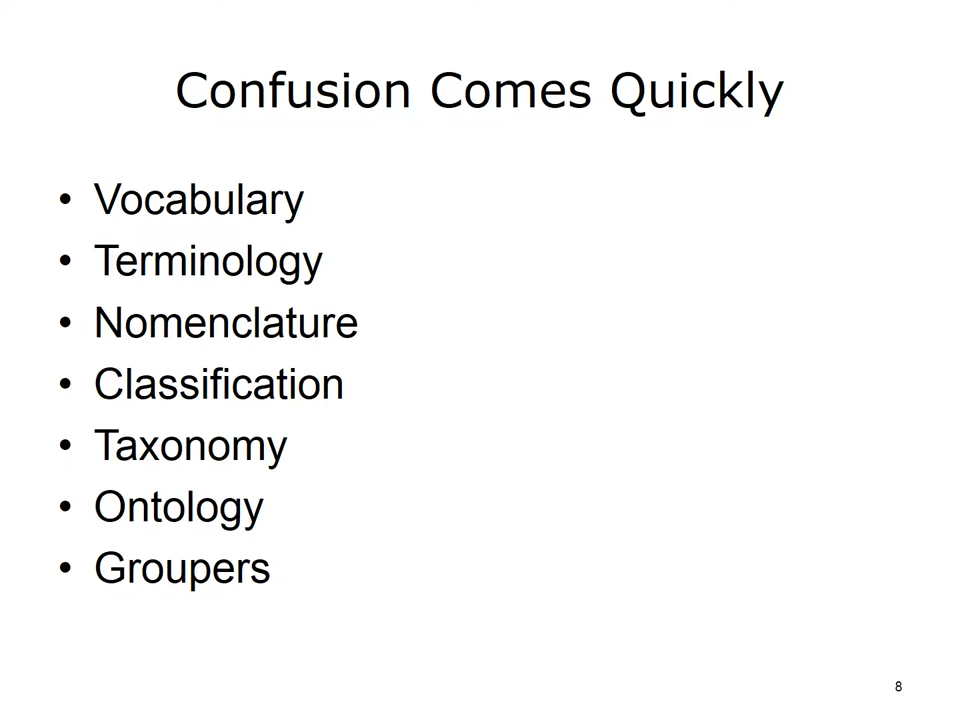 Confusion Comes Quickly
• Vocabulary
• Terminology
• Nomenclature
• Classification
• Taxonomy
• Ontology
• Groupers
8